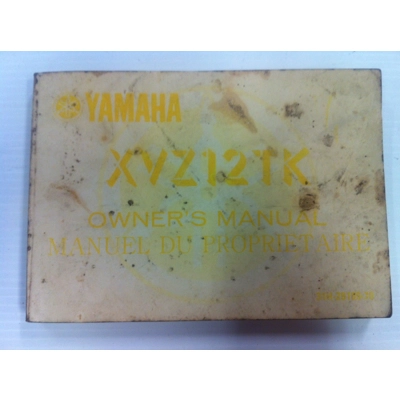 YAMAHA
XVZ12TK
OWNER'S MANUAL
MANUEL DU PROPRIETAIRE